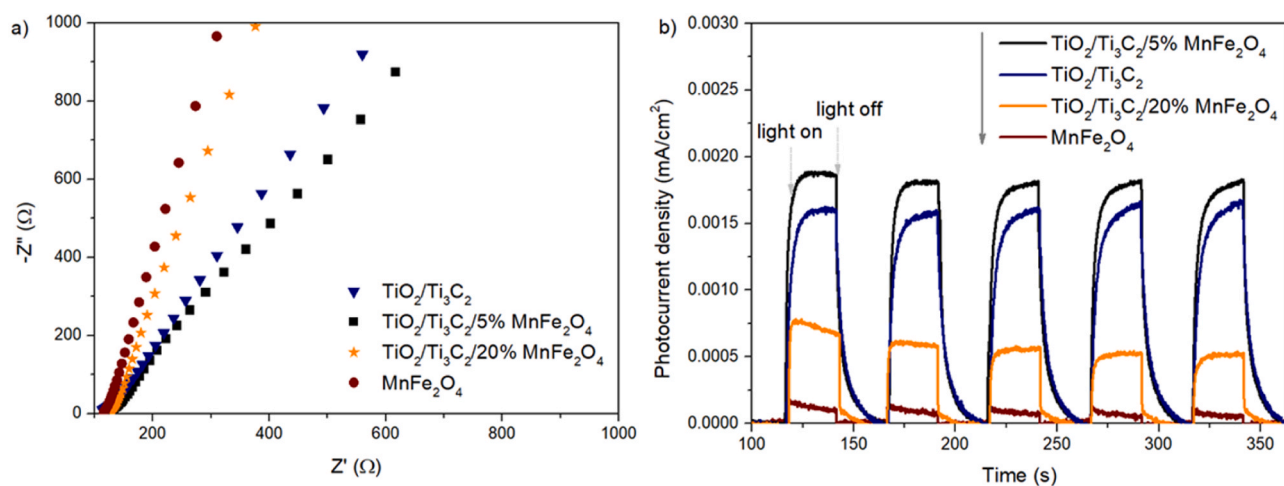 a)
1000
800
600
400
200
0
-Z" (Ω)
TiO₂/Ti₃C₂
TiO₂/Ti₃C₂/5% MnFe₂O₄
TiO₂/Ti₃C₂/20% MnFe₂O₄
MnFe₂O₄
200 400 600 800 1000
Z' (Ω)
b)
0.0030
0.0025
0.0020
0.0015
0.0010
0.0005
0.0000
Photocurrent density (mA/cm²)
TiO₂/Ti₃C₂/5% MnFe₂O₄
TiO₂/Ti₃C₂
TiO₂/Ti₃C₂/20% MnFe₂O₄
MnFe₂O₄
light off
light on
100 150 200 250 300 350
Time (s)